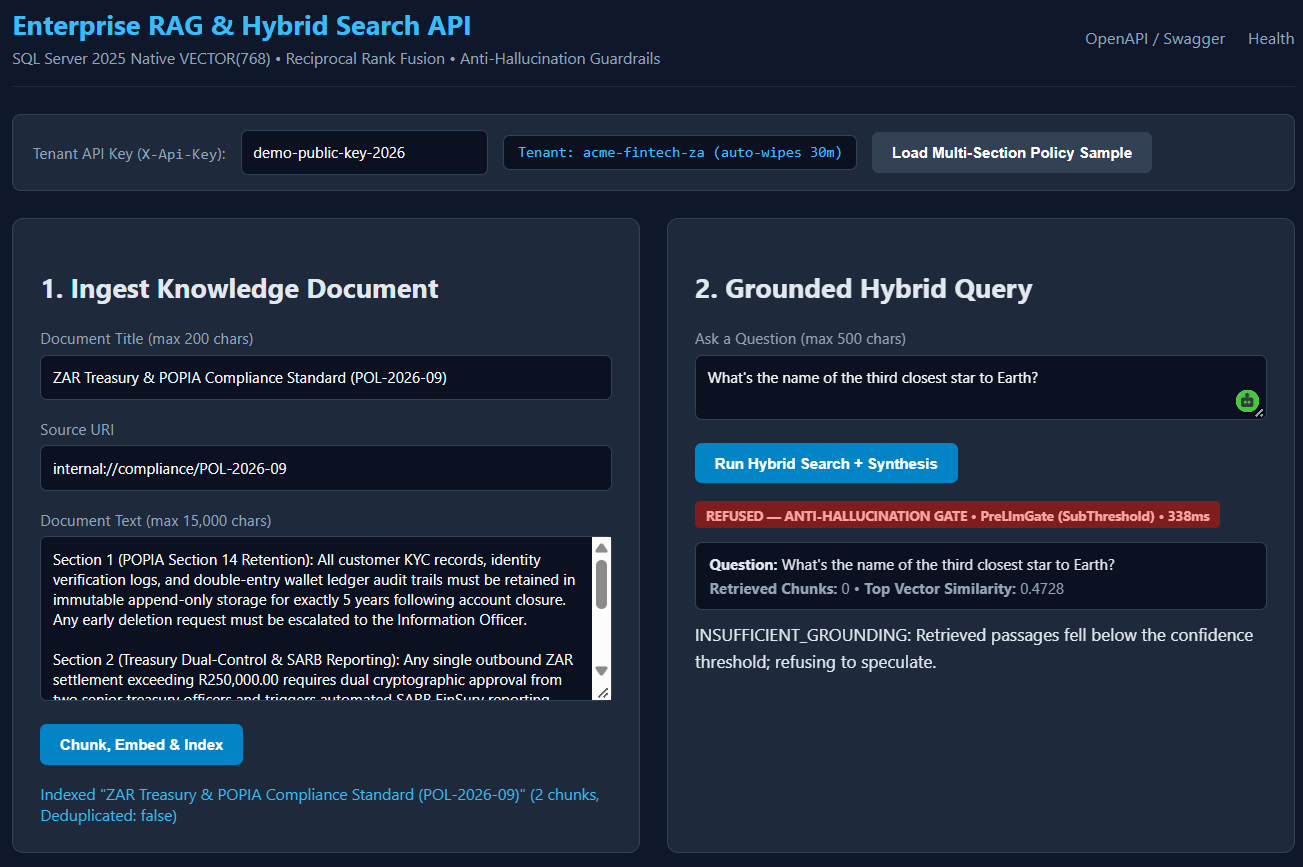 Enterprise RAG & Hybrid Search API
SQL Server 2025 Native VECTOR(768) • Reciprocal Rank Fusion • Anti-Hallucination Guardrails
OpenAPI / Swagger
Health
Tenant API Key (X-Api-Key):
demo-public-key-2026
Tenant: acme-fintech-za (auto-wipes 30m)
Load Multi-Section Policy Sample
1. Ingest Knowledge Document
Document Title (max 200 chars)
ZAR Treasury & POPIA Compliance Standard (POL-2026-09)
Source URI
internal://compliance/POL-2026-09
Document Text (max 15,000 chars)
Section 1 (POPIA Section 14 Retention): All customer KYC records, identity
verification logs, and double-entry wallet ledger audit trails must be retained in
immutable append-only storage for exactly 5 years following account closure.
Any early deletion request must be escalated to the Information Officer.
Section 2 (Treasury Dual-Control & SARB Reporting): Any single outbound ZAR
settlement exceeding R250,000.00 requires dual cryptographic approval from
two senior treasury officers and triggers automated SARB FinSurv reporting
Chunk, Embed & Index
Indexed "ZAR Treasury & POPIA Compliance Standard (POL-2026-09)" (2 chunks,
Deduplicated: false)
2. Grounded Hybrid Query
Ask a Question (max 500 chars)
What's the name of the third closest star to Earth?
Run Hybrid Search + Synthesis
REFUSED — ANTI-HALLUCINATION GATE • PreLlmGate (SubThreshold) • 338ms
Question: What's the name of the third closest star to Earth?
Retrieved Chunks: 0 • Top Vector Similarity: 0.4728
INSUFFICIENT_GROUNDING: Retrieved passages fell below the confidence
threshold; refusing to speculate.